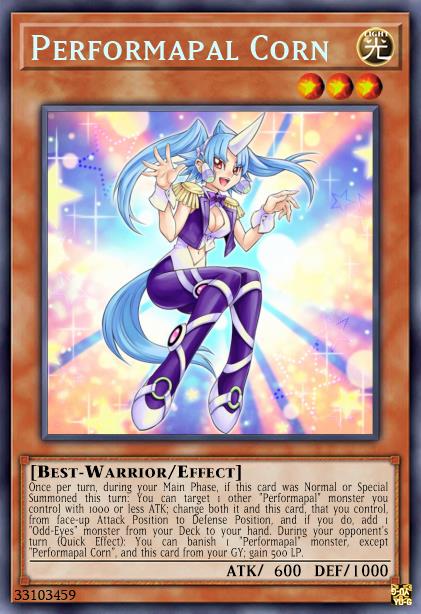 PERFORMAPAL CORN
LIGHT
光
[BEST-WARRIOR/EFFECT]
Once per turn, during your Main Phase, if this card was Normal or Special
Summoned this turn: You can target 1 other "Performapal" monster you
control with 1000 or less ATK; change both it and this card, that you control,
from face-up Attack Position to Defense Position, and if you do, add 1
"Odd-Eyes" monster from your Deck to your hand. During your opponent's
turn (Quick Effect): You can banish 1 "Performapal" monster, except
"Performapal Corn", and this card from your GY; gain 500 LP.
ATK/ 600 DEF/1000
33103459